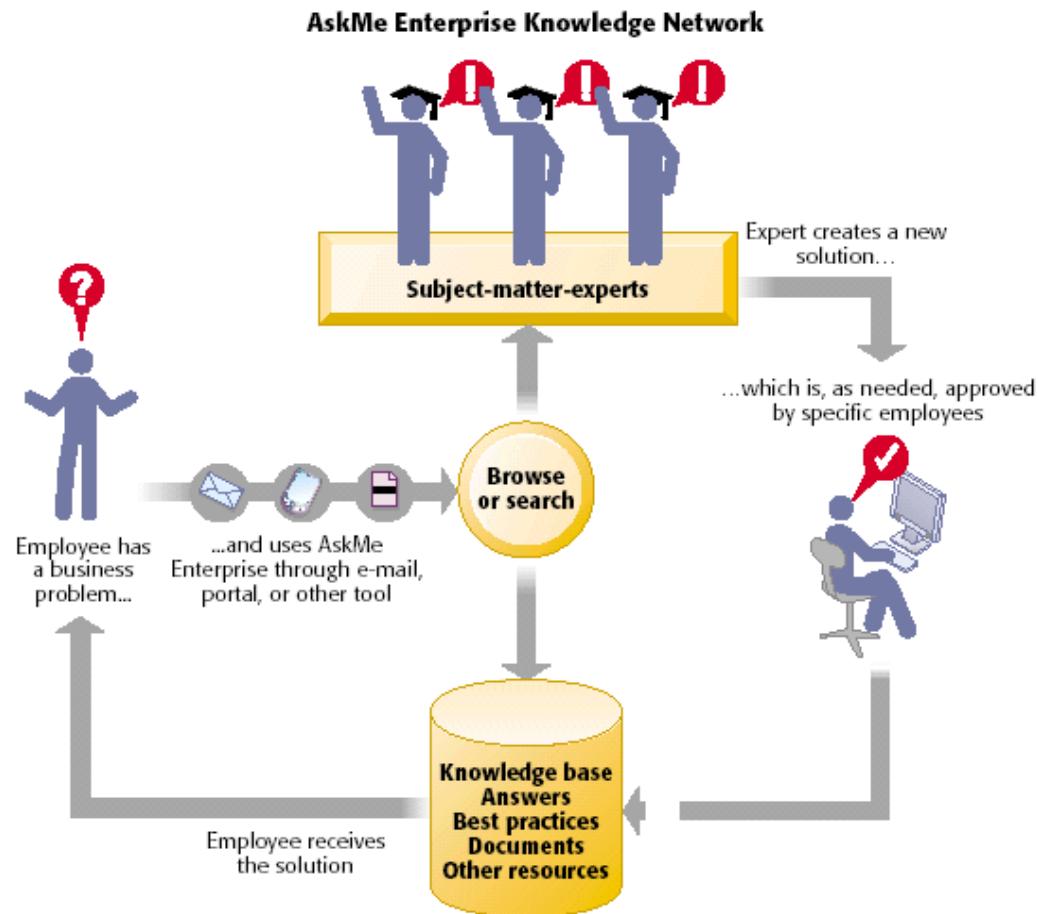 AskMe Enterprise Knowledge Network
Subject-matter-experts
Expert creates a new
solution...
...which is, as needed, approved
by specific employees
?
Browse
or search
Employee has
a business
problem...
...and uses AskMe
Enterprise through e-mail,
portal, or other tool
Knowledge base
Answers
Best practices
Documents
Other resources
Employee receives
the solution